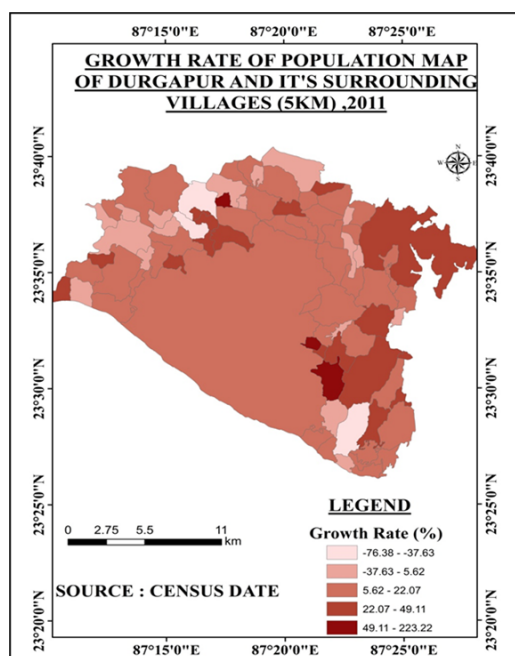 87°15'0"E 87°20'0"E 87°25'0"E
GROWTH RATE OF POPULATION MAP
OF DURGAPUR AND IT'S SURROUNDING
VILLAGES (5KM) ,2011
N
W E
S
23°40'0"N 23°40'0"N
23°35'0"N 23°35'0"N
23°30'0"N 23°30'0"N
23°25'0"N 23°25'0"N
23°20'0"N 23°20'0"N
LEGEND
Growth Rate (%)
-76.38 - -37.63
-37.63 - 5.62
5.62 - 22.07
22.07 - 49.11
49.11 - 223.22
0 2.75 5.5 11
km
SOURCE : CENSUS DATE
87°15'0"E 87°20'0"E 87°25'0"E